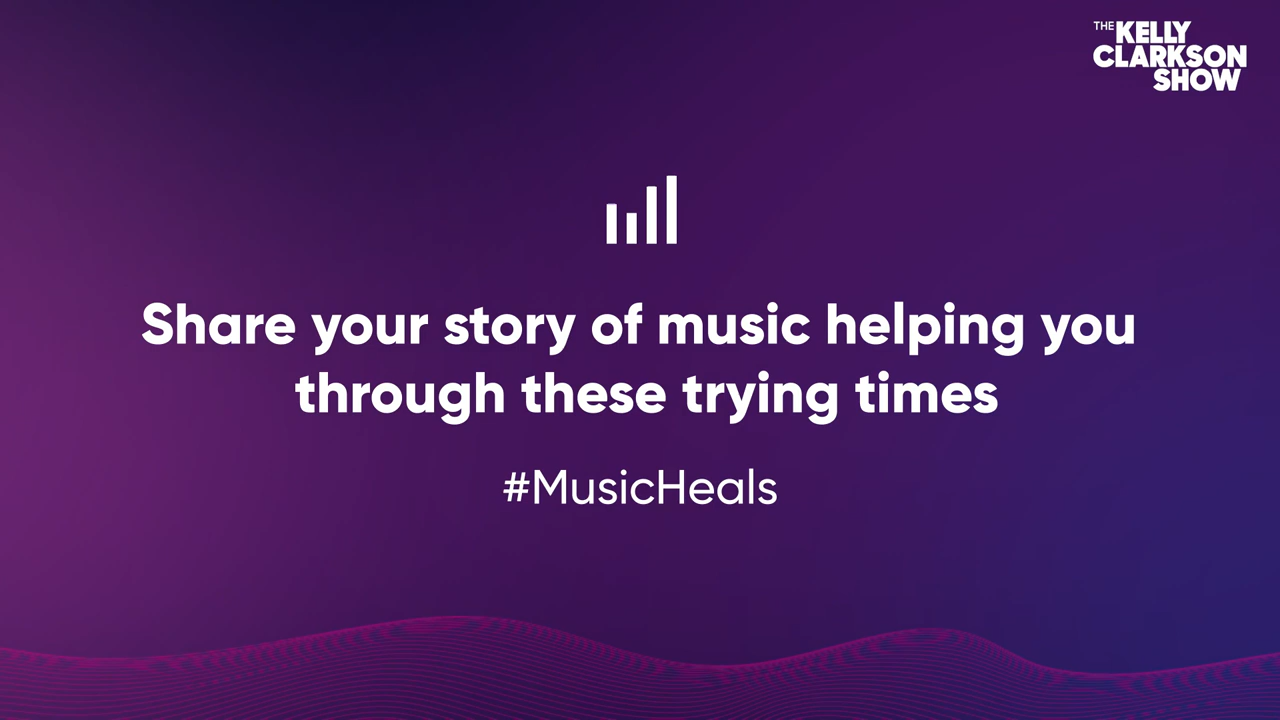 THE KELLY
CLARKSON
SHOW
Share your story of music helping you
through these trying times
#MusicHeals